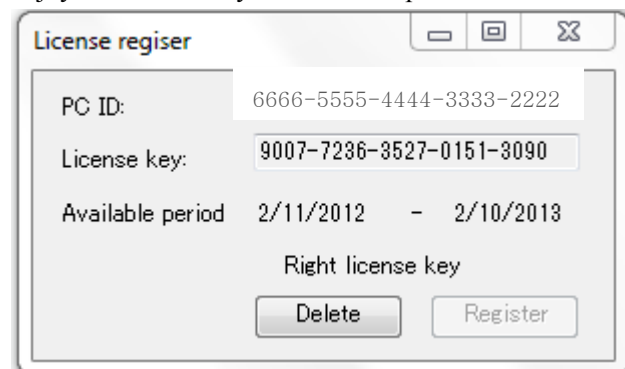 License regiser
PC ID: 6666-5555-4444-3333-2222
License key: 9007-7236-3527-0151-3090
Available period 2/11/2012 - 2/10/2013
Right license key
Delete Register